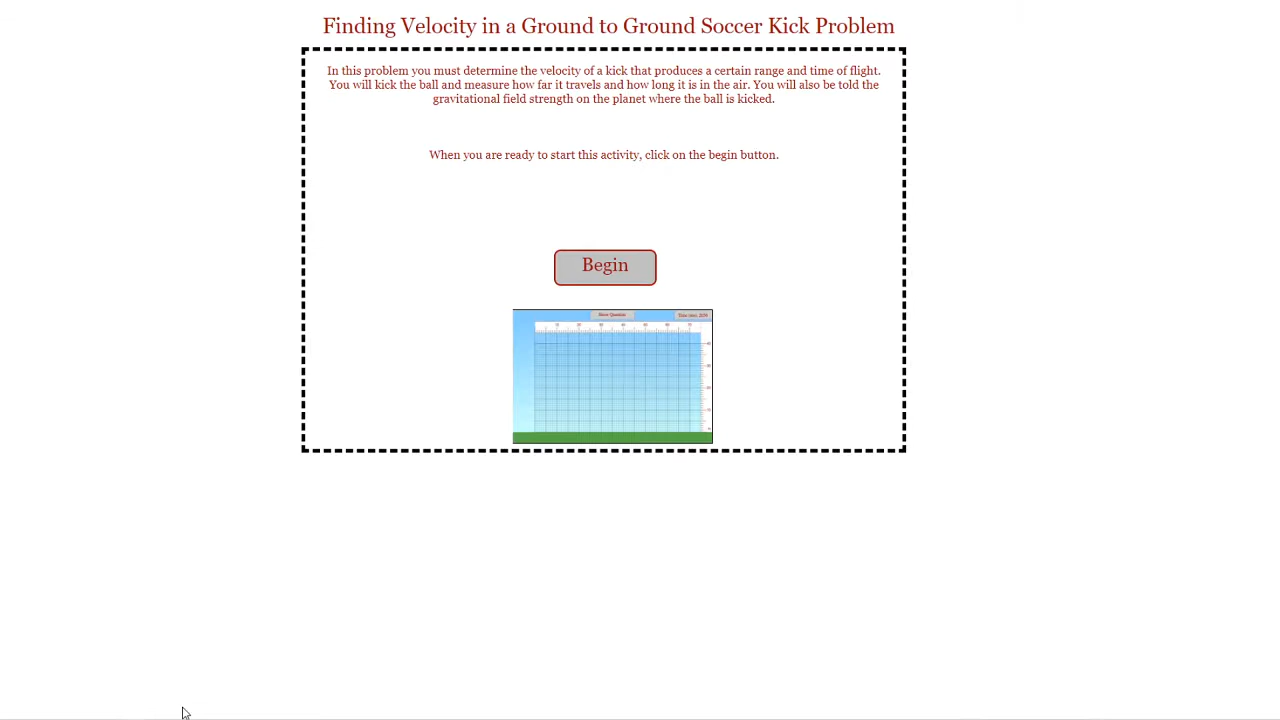 Finding Velocity in a Ground to Ground Soccer Kick Problem
In this problem you must determine the velocity of a kick that produces a certain range and time of flight.
You will kick the ball and measure how far it travels and how long it is in the air. You will also be told the
gravitational field strength on the planet where the ball is kicked.
When you are ready to start this activity, click on the begin button.
Begin